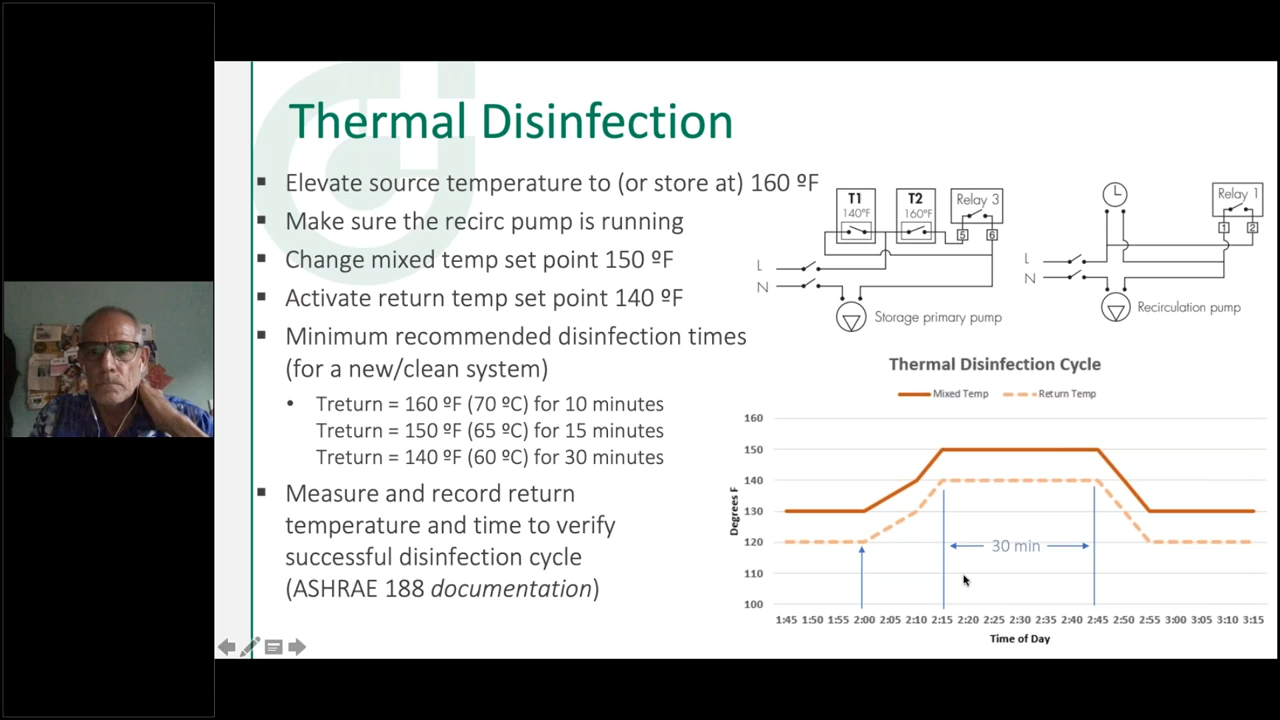 Thermal Disinfection
▪ Elevate source temperature to (or store at) 160 ºF
▪ Make sure the recirc pump is running
▪ Change mixed temp set point 150 ºF
▪ Activate return temp set point 140 ºF
▪ Minimum recommended disinfection times
(for a new/clean system)
• Treturn = 160 ºF (70 ºC) for 10 minutes
Treturn = 150 ºF (65 ºC) for 15 minutes
Treturn = 140 ºF (60 ºC) for 30 minutes
▪ Measure and record return
temperature and time to verify
successful disinfection cycle
(ASHRAE 188 documentation)
T1
140°F
T2
160°F
Relay 3
5 6
L
N
Storage primary pump
Relay 1
1 2
L
N
Recirculation pump
Thermal Disinfection Cycle
Mixed Temp Return Temp
160
150
140
130
120
110
100
Degrees F
30 min
1:45 1:50 1:55 2:00 2:05 2:10 2:15 2:20 2:25 2:30 2:35 2:40 2:45 2:50 2:55 3:00 3:05 3:10 3:15
Time of Day